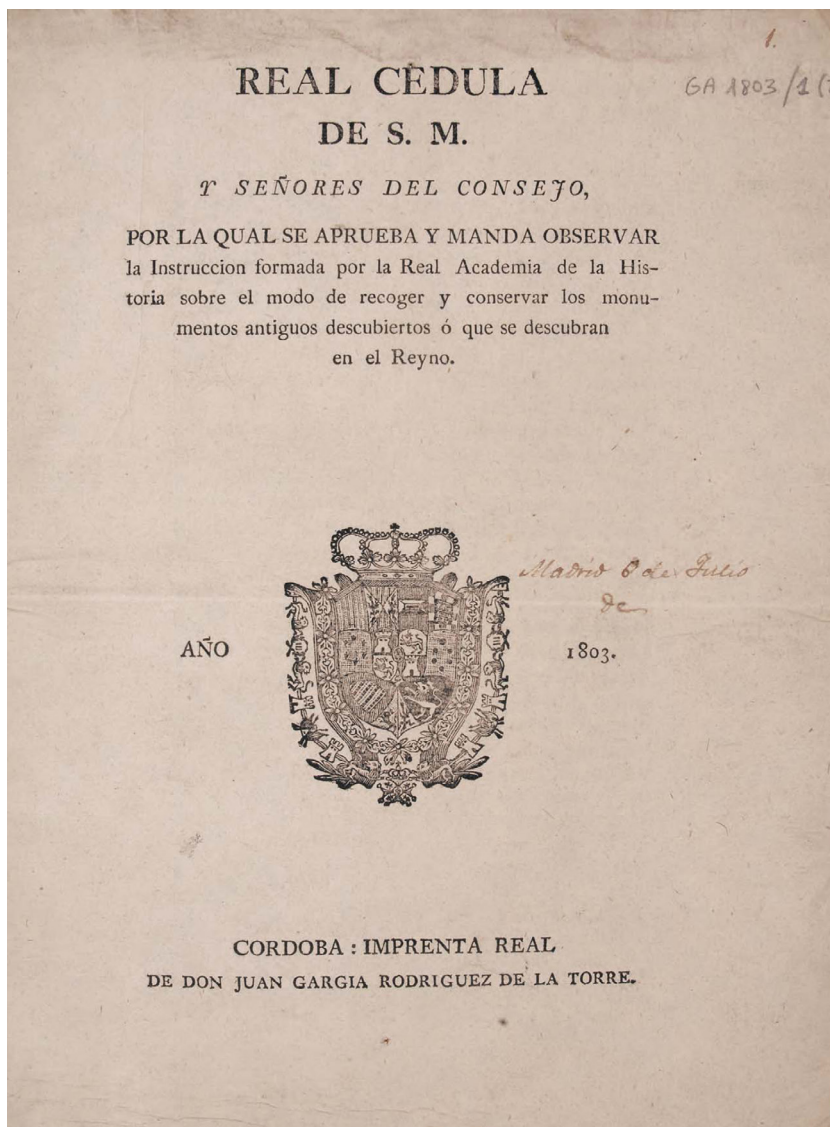 1.
GA 1803/1
REAL CÈDULA
DE S. M.
Y SEÑORES DEL CONSEJO,
POR LA QUAL SE APRUEBA Y MANDA OBSERVAR
la Instruccion formada por la Real Academia de la His-
toria sobre el modo de recoger y conservar los monu-
mentos antiguos descubiertos ó que se descubran
en el Reyno.
Madrid 6 de Julio
de
AÑO
1803.
CORDOBA : IMPRENTA REAL
DE DON JUAN GARGIA RODRIGUEZ DE LA TORRE.